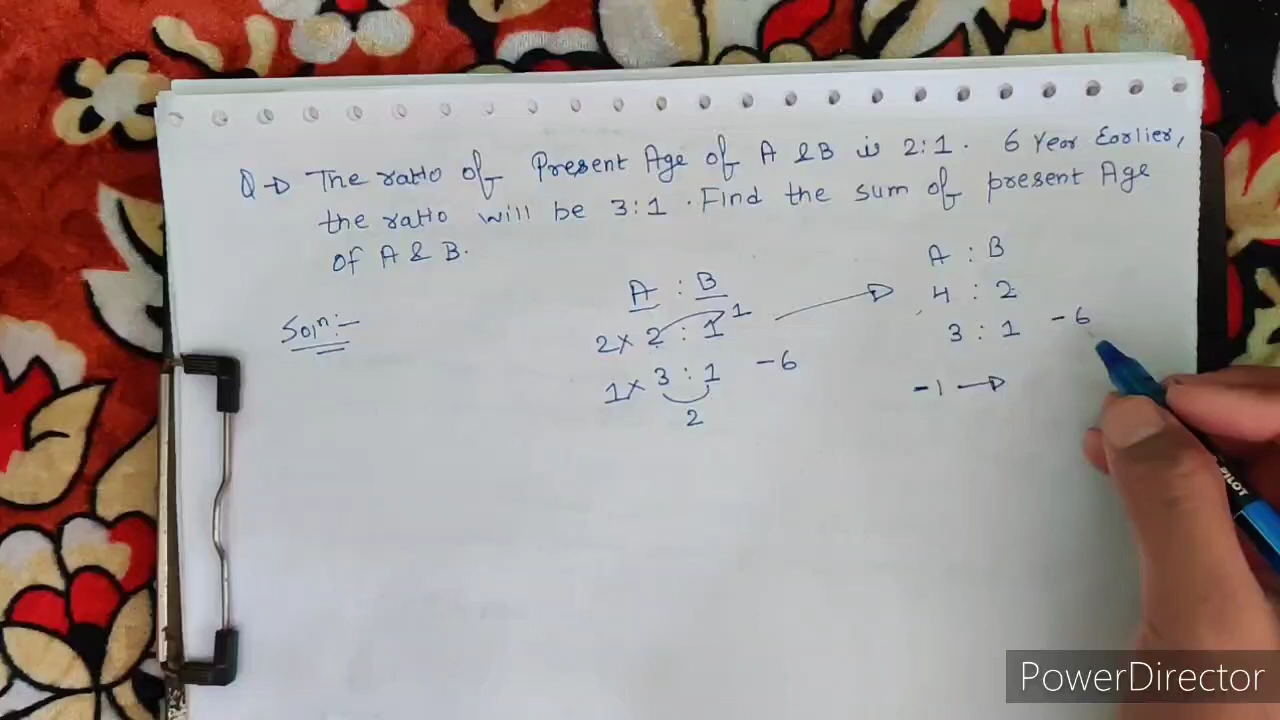 Q → The ratio of Present Age of A & B is 2:1. 6 Year Earlier,
the ratio will be 3:1. Find the sum of present Age
of A & B.
Solⁿ:-
A : B
2× 2 : 1 1
1× 3 : 1 -6
2
A : B
4 : 2
3 : 1 -6
-1 →
PILOT
PowerDirector